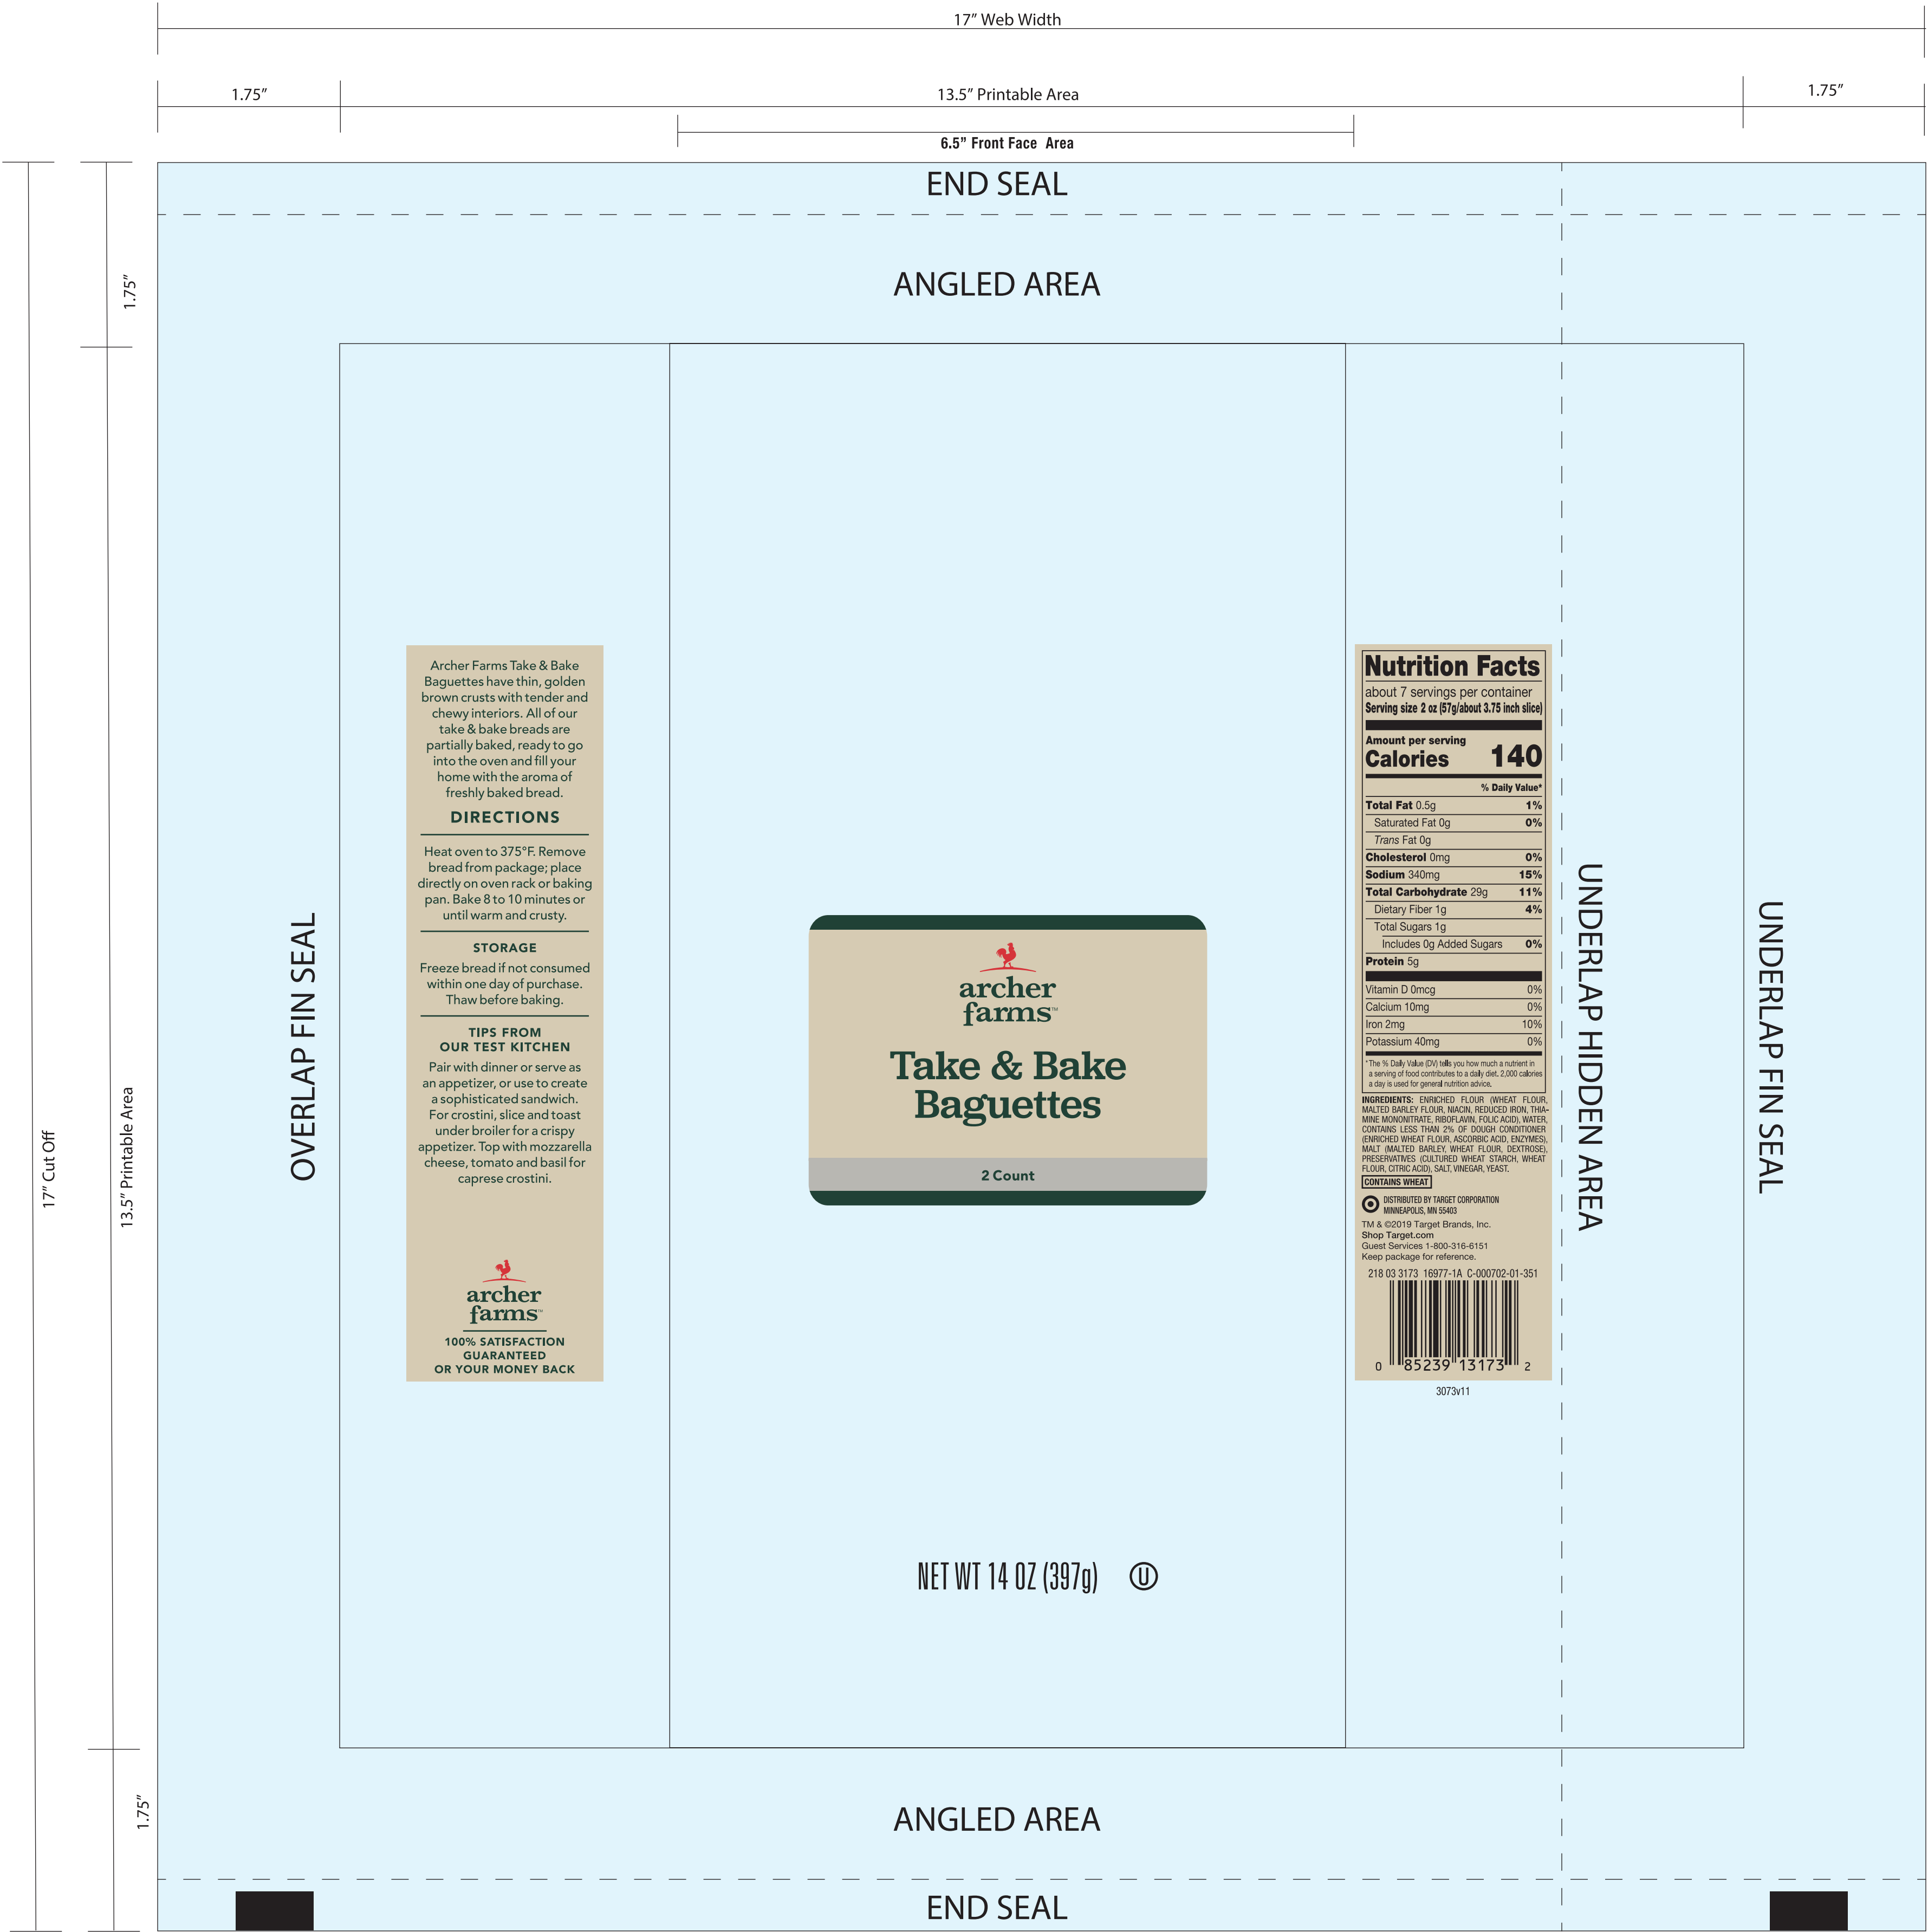 17" Web Width
1.75"
13.5" Printable Area
1.75"
6.5" Front Face Area
END SEAL
ANGLED AREA
1.75"
17" Cut Off
13.5" Printable Area
1.75"
OVERLAP FIN SEAL
Archer Farms Take & Bake
Baguettes have thin, golden
brown crusts with tender and
chewy interiors. All of our
take & bake breads are
partially baked, ready to go
into the oven and fill your
home with the aroma of
freshly baked bread.
DIRECTIONS
Heat oven to 375°F. Remove
bread from package; place
directly on oven rack or baking
pan. Bake 8 to 10 minutes or
until warm and crusty.
STORAGE
Freeze bread if not consumed
within one day of purchase.
Thaw before baking.
TIPS FROM
OUR TEST KITCHEN
Pair with dinner or serve as
an appetizer, or use to create
a sophisticated sandwich.
For crostini, slice and toast
under broiler for a crispy
appetizer. Top with mozzarella
cheese, tomato and basil for
caprese crostini.
archer
farms™
100% SATISFACTION
GUARANTEED
OR YOUR MONEY BACK
archer
farms™
Take & Bake
Baguettes
2 Count
NET WT 14 OZ (397g) U
Nutrition Facts
about 7 servings per container
Serving size 2 oz (57g/about 3.75 inch slice)
Amount per serving
Calories 140
% Daily Value*
Total Fat 0.5g 1%
Saturated Fat 0g 0%
Trans Fat 0g
Cholesterol 0mg 0%
Sodium 340mg 15%
Total Carbohydrate 29g 11%
Dietary Fiber 1g 4%
Total Sugars 1g
Includes 0g Added Sugars 0%
Protein 5g
Vitamin D 0mcg 0%
Calcium 10mg 0%
Iron 2mg 10%
Potassium 40mg 0%
*The % Daily Value (DV) tells you how much a nutrient in
a serving of food contributes to a daily diet. 2,000 calories
a day is used for general nutrition advice.
INGREDIENTS: ENRICHED FLOUR (WHEAT FLOUR,
MALTED BARLEY FLOUR, NIACIN, REDUCED IRON, THIA-
MINE MONONITRATE, RIBOFLAVIN, FOLIC ACID), WATER,
CONTAINS LESS THAN 2% OF DOUGH CONDITIONER
(ENRICHED WHEAT FLOUR, ASCORBIC ACID, ENZYMES),
MALT (MALTED BARLEY, WHEAT FLOUR, DEXTROSE),
PRESERVATIVES (CULTURED WHEAT STARCH, WHEAT
FLOUR, CITRIC ACID), SALT, VINEGAR, YEAST.
CONTAINS WHEAT
DISTRIBUTED BY TARGET CORPORATION
MINNEAPOLIS, MN 55403
TM & ©2019 Target Brands, Inc.
Shop Target.com
Guest Services 1-800-316-6151
Keep package for reference.
218 03 3173 16977-1A C-000702-01-351
0 85239 13173 2
3073v11
UNDERLAP HIDDEN AREA
UNDERLAP FIN SEAL
ANGLED AREA
END SEAL